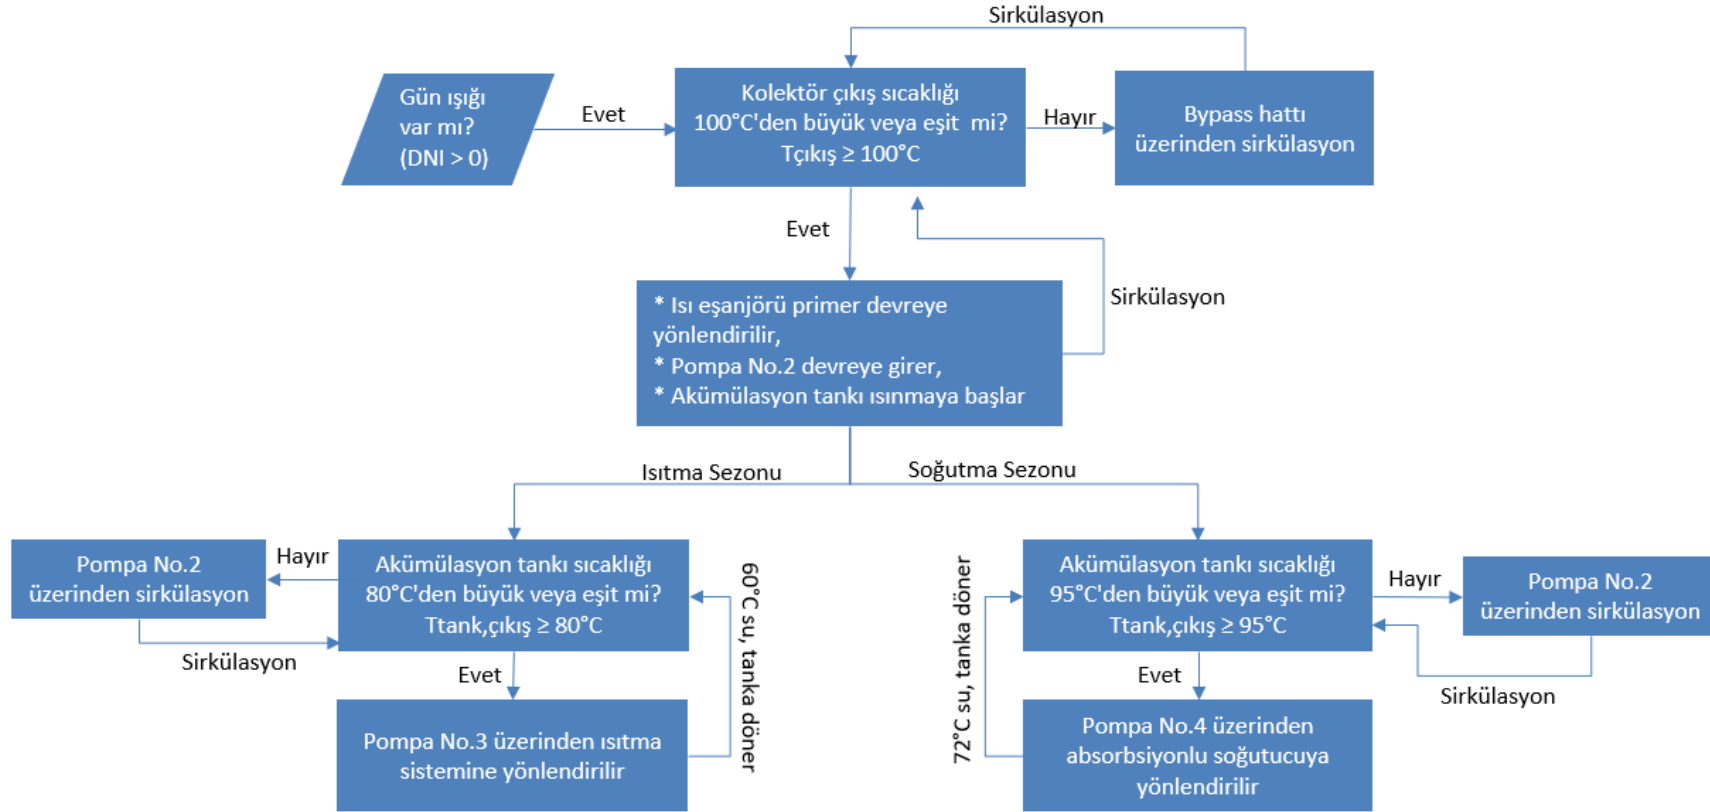 Sirkülasyon
Gün ışığı
var mı?
(DNI > 0)
Evet
Kolektör çıkış sıcaklığı
100°C'den büyük veya eşit  mi?
Tçıkış ≥ 100°C
Hayır
Bypass hattı
üzerinden sirkülasyon
Evet
Sirkülasyon
* Isı eşanjörü primer devreye
yönlendirilir,
* Pompa No.2 devreye girer,
* Akümülasyon tankı ısınmaya başlar
Isıtma Sezonu
Soğutma Sezonu
Pompa No.2
üzerinden sirkülasyon
Hayır
Akümülasyon tankı sıcaklığı
80°C'den büyük veya eşit mi?
Ttank,çıkış ≥ 80°C
Sirkülasyon
Evet
60°C su, tanka döner
Pompa No.3 üzerinden ısıtma
sistemine yönlendirilir
72°C su, tanka döner
Akümülasyon tankı sıcaklığı
95°C'den büyük veya eşit mi?
Ttank,çıkış ≥ 95°C
Hayır
Pompa No.2
üzerinden sirkülasyon
Sirkülasyon
Evet
Pompa No.4 üzerinden
absorbsiyonlu soğutucuya
yönlendirilir